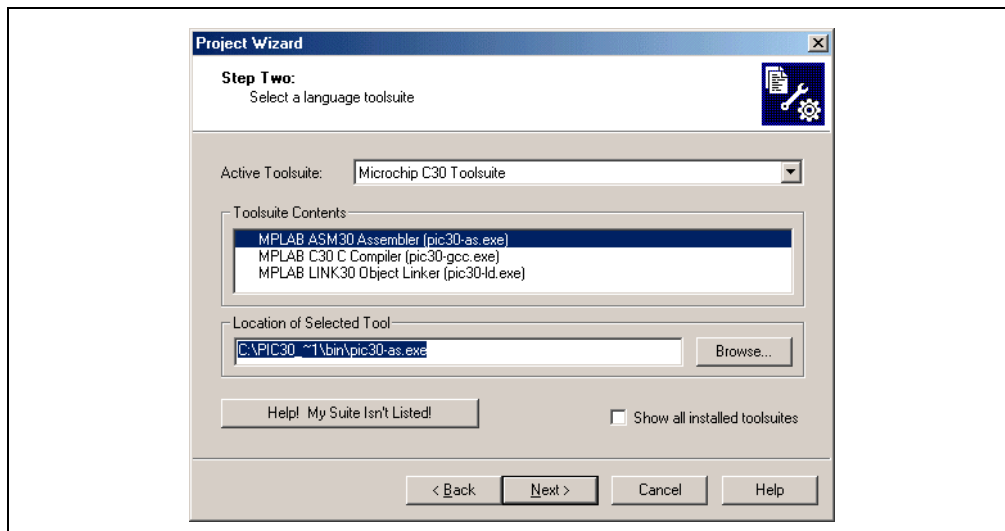 Project Wizard
Step Two:
Select a language toolsuite
Active Toolsuite: Microchip C30 Toolsuite
Toolsuite Contents
MPLAB ASM30 Assembler (pic30-as.exe)
MPLAB C30 C Compiler (pic30-gcc.exe)
MPLAB LINK30 Object Linker (pic30-ld.exe)
Location of Selected Tool
C:\PIC30_~1\bin\pic30-as.exe Browse...
Help! My Suite Isn't Listed! Show all installed toolsuites
< Back Next > Cancel Help